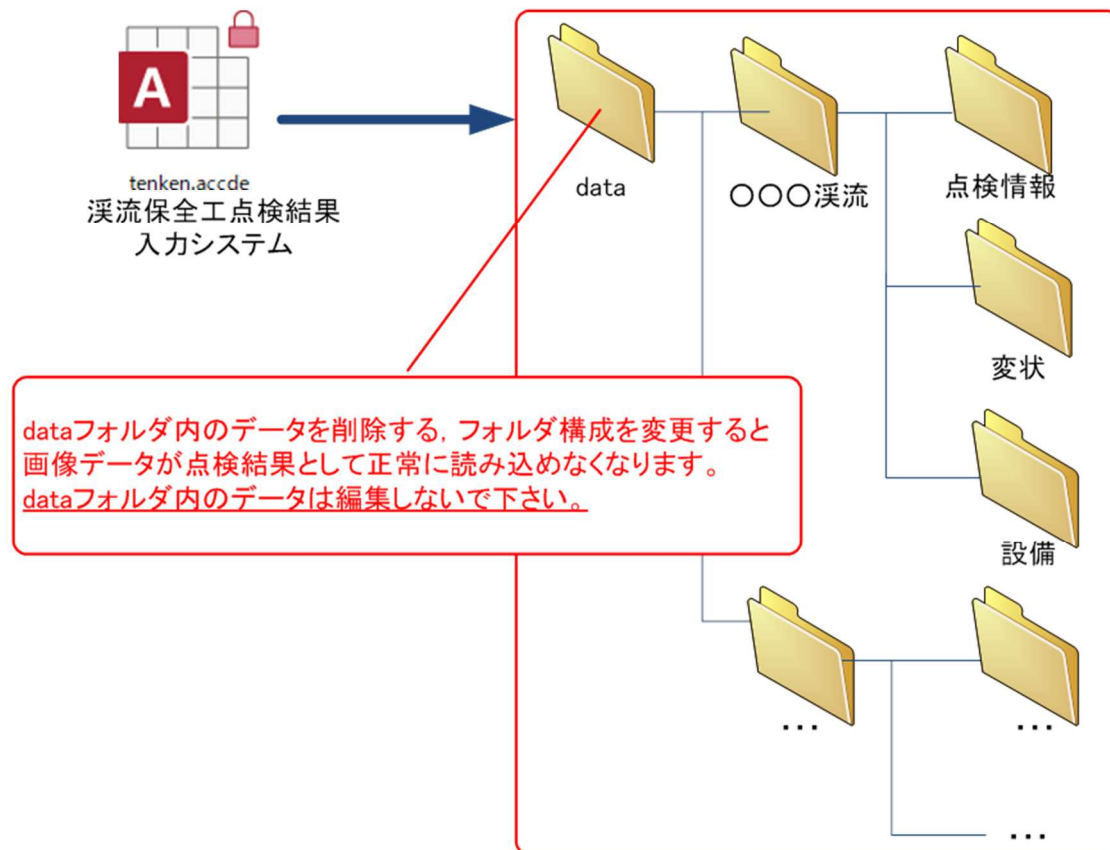 A
tenken.accde
渓流保全工点検結果
入力システム
data
○○○渓流
点検情報
変状
設備
dataフォルダ内のデータを削除する，フォルダ構成を変更すると
画像データが点検結果として正常に読み込めなくなります。
dataフォルダ内のデータは編集しないで下さい。
...
...
...